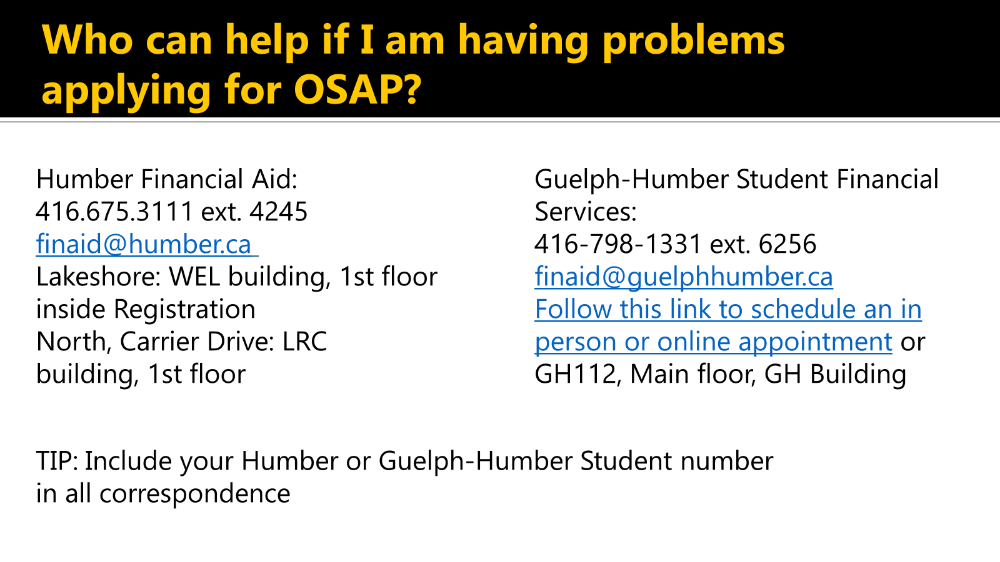 Who can help if I am having problems
applying for OSAP?
Humber Financial Aid:
416.675.3111 ext. 4245
finaid@humber.ca
Lakeshore: WEL building, 1st floor
inside Registration
North, Carrier Drive: LRC
building, 1st floor
Guelph-Humber Student Financial
Services:
416-798-1331 ext. 6256
finaid@guelphhumber.ca
Follow this link to schedule an in
person or online appointment or
GH112, Main floor, GH Building
TIP: Include your Humber or Guelph-Humber Student number
in all correspondence